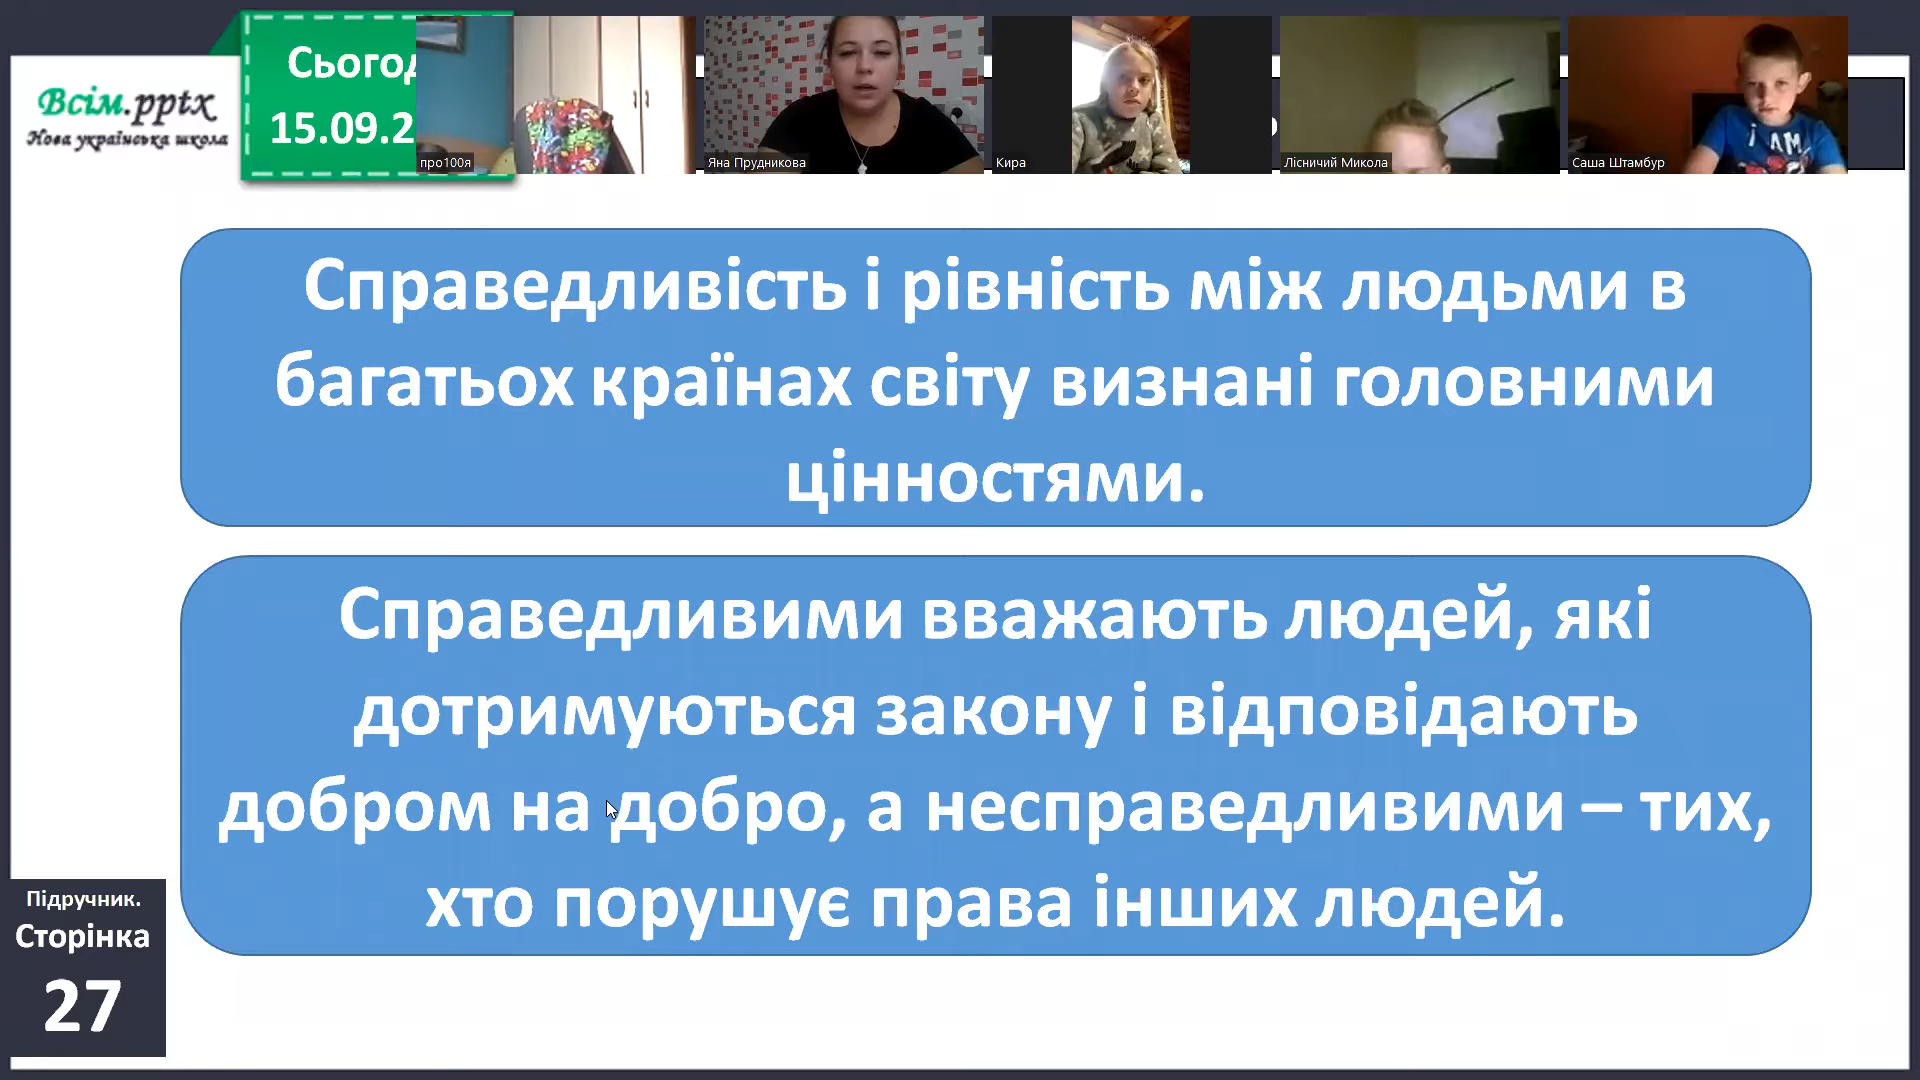 Всім.pptx
Нова українська школа
15.09.2
про100я
Яна Прудникова
Кира
Лісничий Микола
Саша Штамбур
I AM
Справедливість і рівність між людьми в
багатьох країнах світу визнані головними
цінностями.
Справедливими вважають людей, які
дотримуються закону і відповідають
добром на добро, а несправедливими – тих,
хто порушує права інших людей.
Підручник.
Сторінка
27